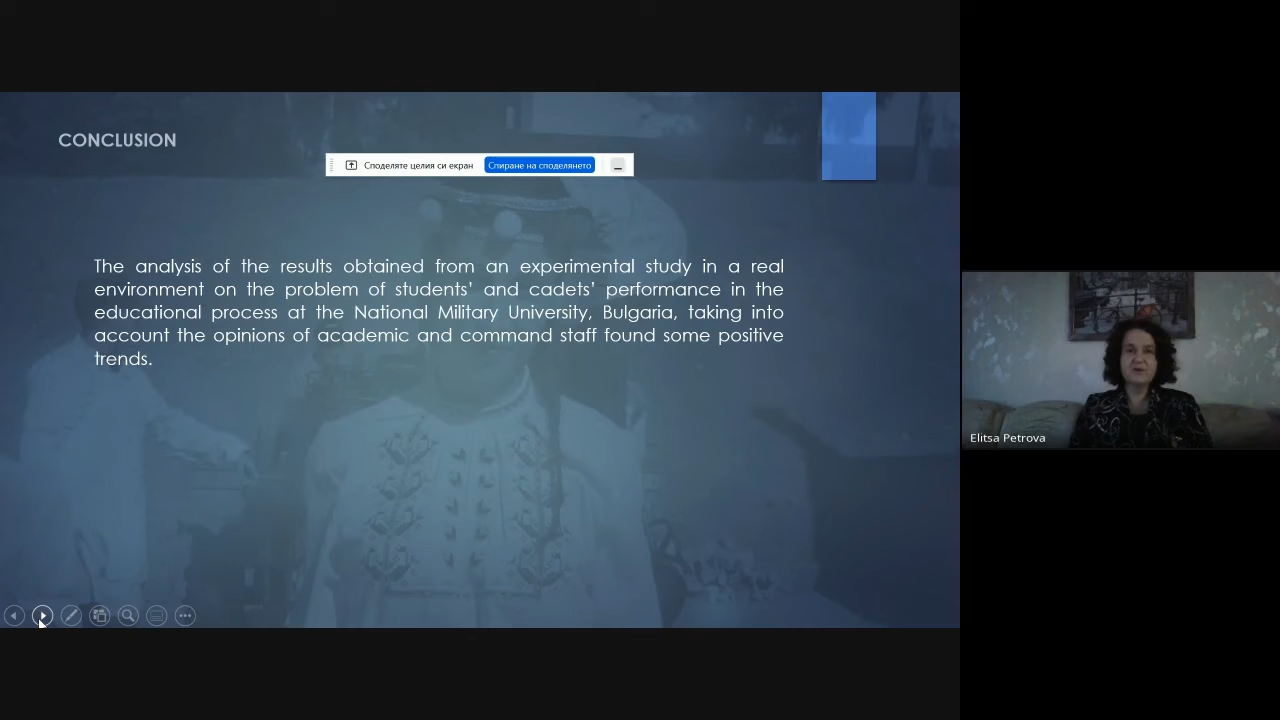 CONCLUSION
Споделяте целия си екран
Спиране на споделянето
The analysis of the results obtained from an experimental study in a real
environment on the problem of students’ and cadets’ performance in the
educational process at the National Military University, Bulgaria, taking into
account the opinions of academic and command staff found some positive
trends.
Elitsa Petrova